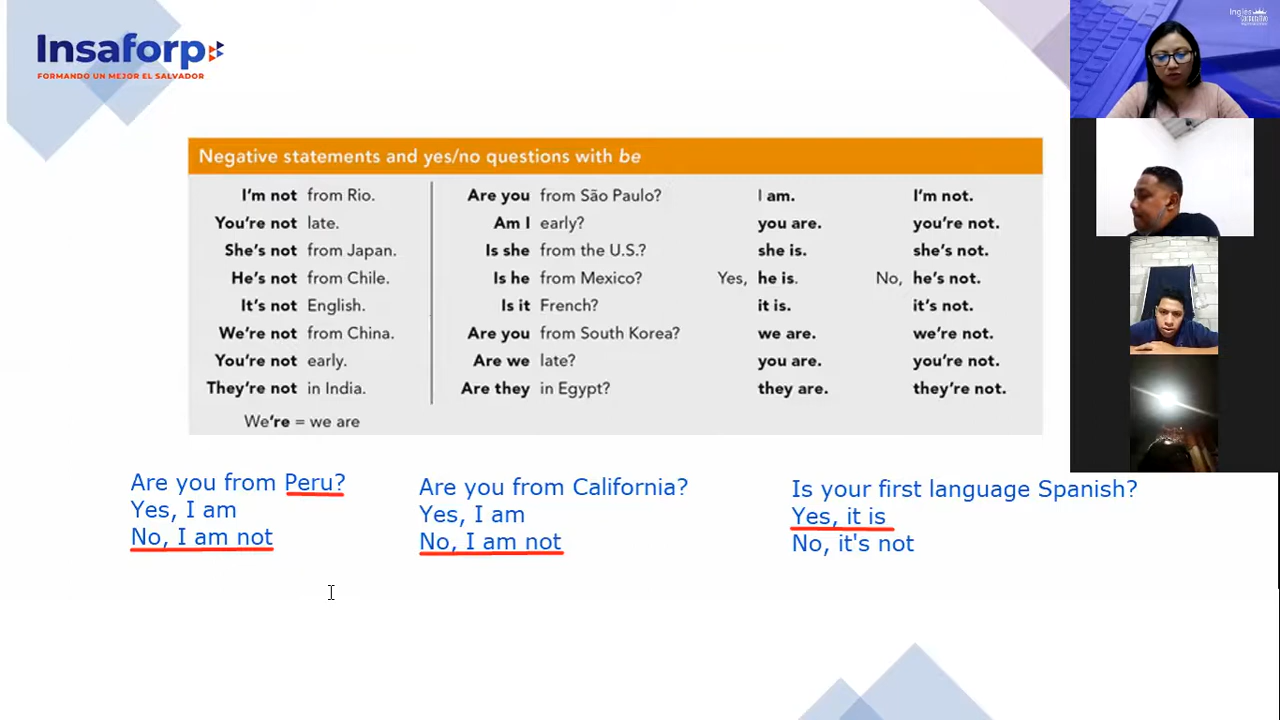 Insaforp
FORMANDO UN MEJOR EL SALVADOR
Negative statements and yes/no questions with be
I'm not from Rio. Are you from São Paulo? I am. I'm not.
You're not late. Am I early? you are. you're not.
She's not from Japan. Is she from the U.S.? she is. she's not.
He's not from Chile. Is he from Mexico? Yes, he is. No, he's not.
It's not English. Is it French? it is. it's not.
We're not from China. Are you from South Korea? we are. we're not.
You're not early. Are we late? you are. you're not.
They're not in India. Are they in Egypt? they are. they're not.
We're = we are
Are you from Peru?
Yes, I am
No, I am not
Are you from California?
Yes, I am
No, I am not
Is your first language Spanish?
Yes, it is
No, it's not
Ingles